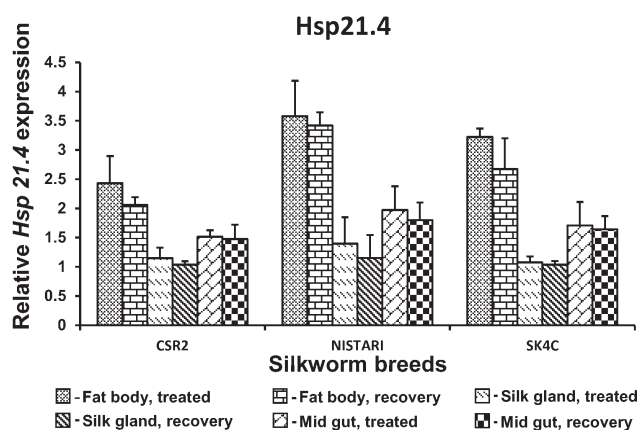 Hsp21.4
Relative Hsp 21.4 expression
4.5
4
3.5
3
2.5
2
1.5
1
0.5
0
CSR2 NISTARI SK4C
Silkworm breeds
- Fat body, treated - Fat body, recovery - Silk gland, treated
- Silk gland, recovery - Mid gut, treated - Mid gut, recovery